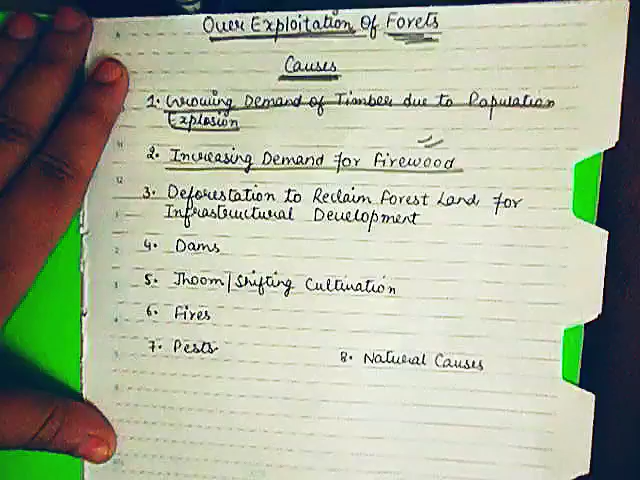 Over Exploitation Of Forets
Causes
1. Growing Demand of Timber due to Population
Explosion
2. Increasing Demand for firewood
3. Deforestation to Reclaim Forest Land for
Infrastructural Development
4. Dams
5. Jhoom/Shifting Cultivation
6. Fires
7. Pests
8. Natural Causes